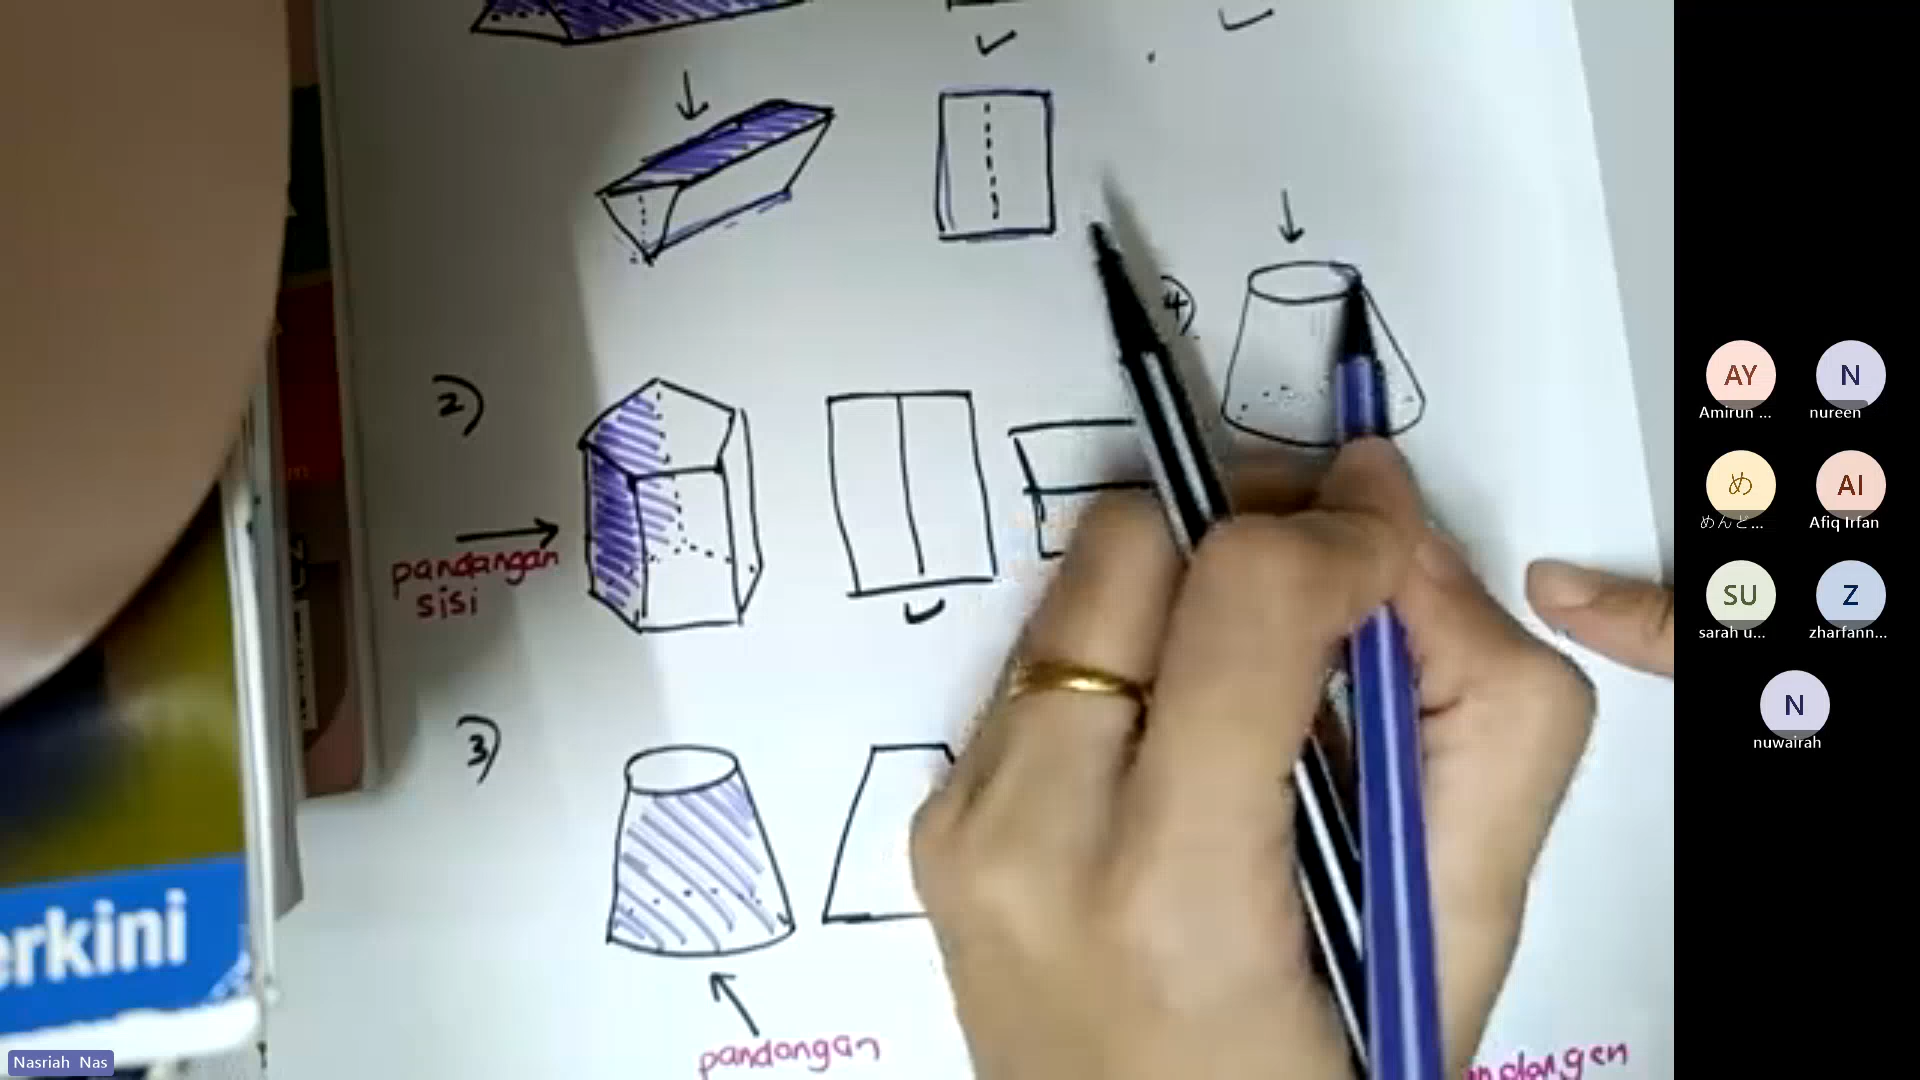 4)
2)
pandangan
sisi
3)
pandangan
erkini
Nasriah Nas
AY
Amirun ...
N
nureen
め
めんど...
AI
Afiq Irfan
SU
sarah u...
Z
zharfann...
N
nuwairah